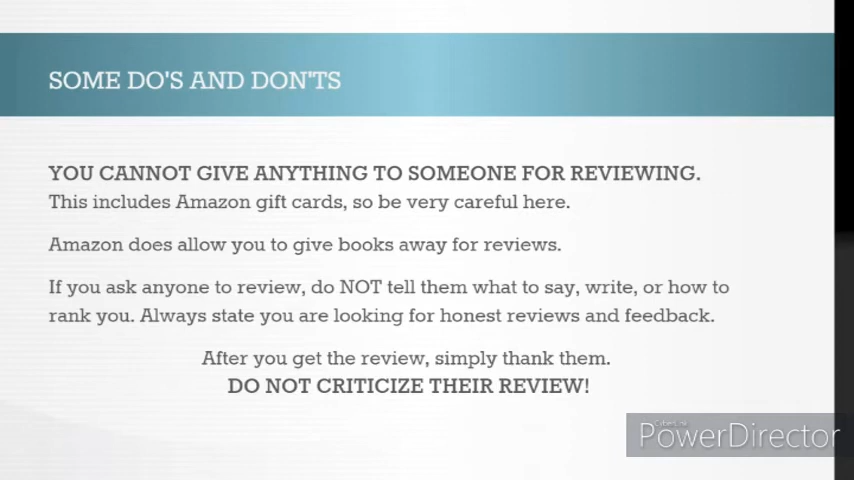 SOME DO'S AND DON'TS
YOU CANNOT GIVE ANYTHING TO SOMEONE FOR REVIEWING.
This includes Amazon gift cards, so be very careful here.
Amazon does allow you to give books away for reviews.
If you ask anyone to review, do NOT tell them what to say, write, or how to
rank you. Always state you are looking for honest reviews and feedback.
After you get the review, simply thank them.
DO NOT CRITICIZE THEIR REVIEW!
CyberLink
PowerDirector